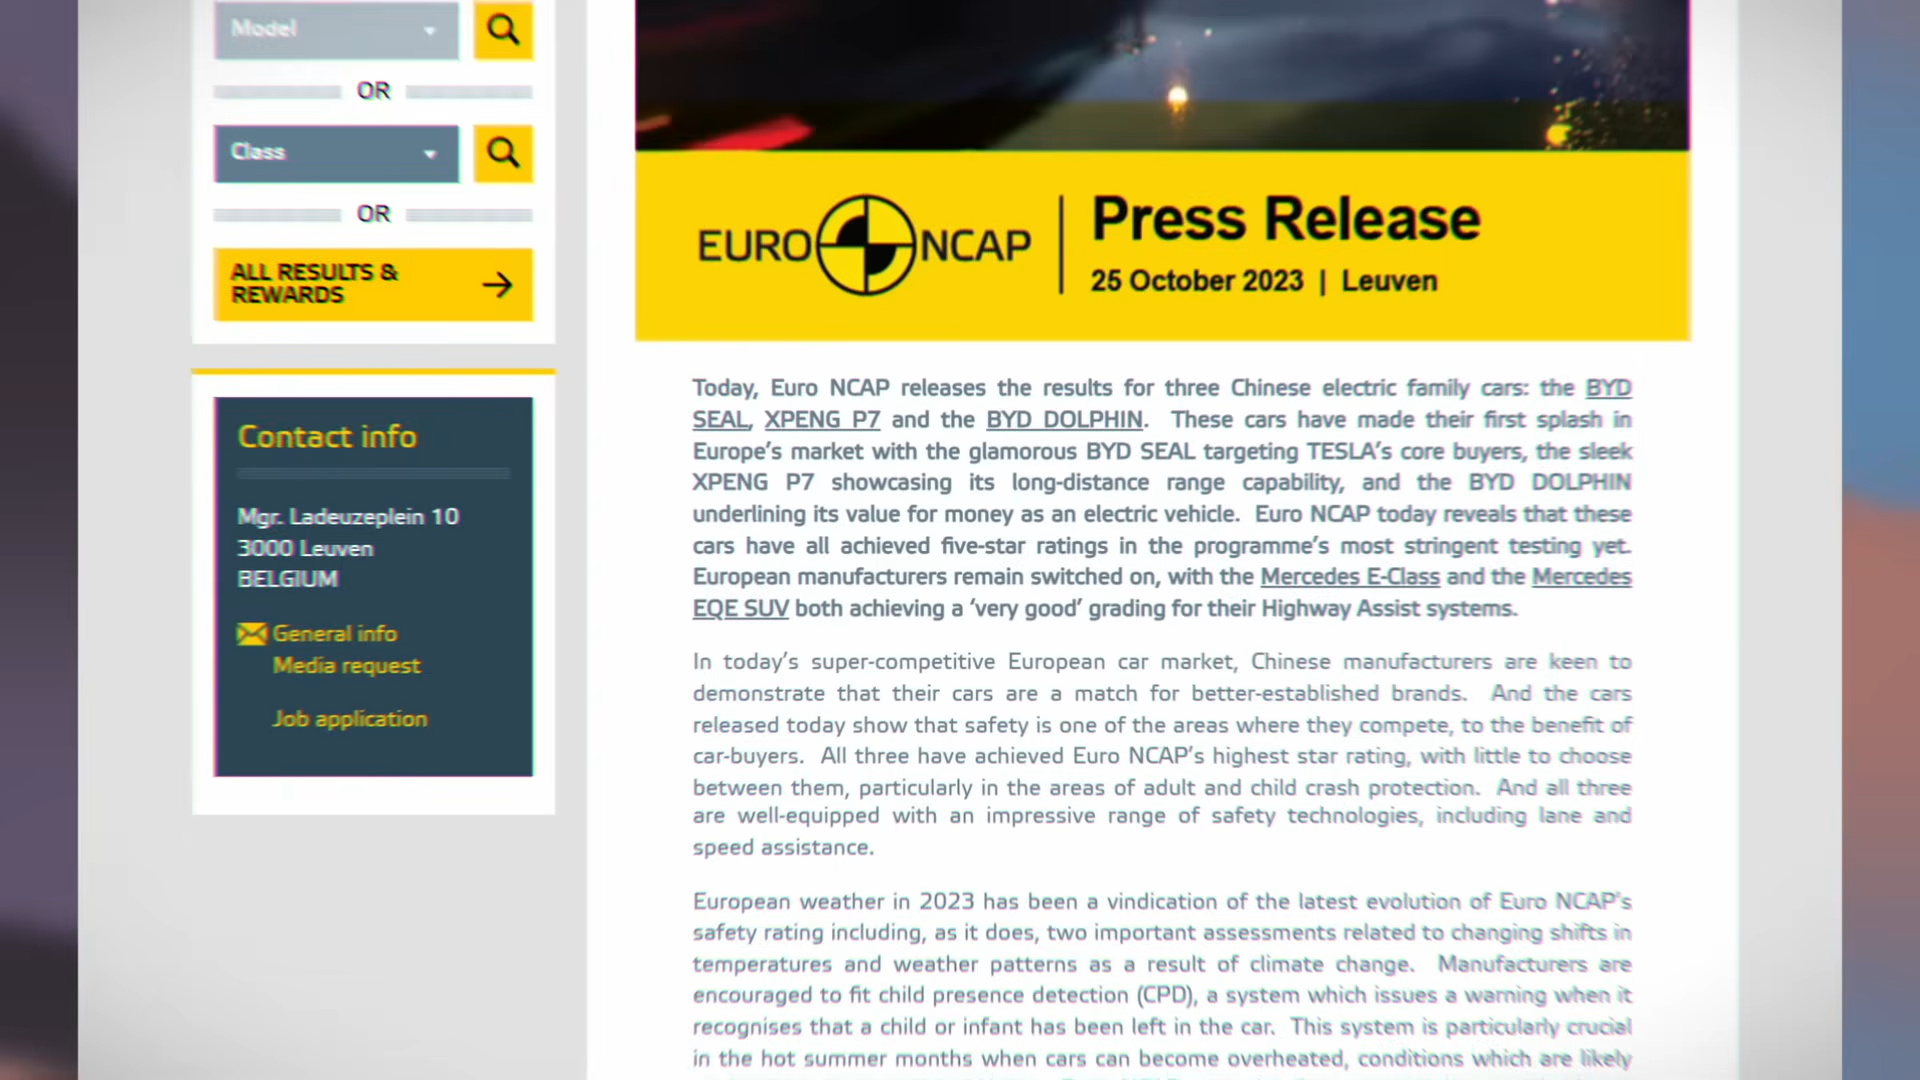 Model
OR
Class
OR
ALL RESULTS &
REWARDS
Contact info
Mgr. Ladeuzeplein 10
3000 Leuven
BELGIUM
General info
Media request
Job application
EURO NCAP
Press Release
25 October 2023 | Leuven
Today, Euro NCAP releases the results for three Chinese electric family cars: the BYD
SEAL, XPENG P7 and the BYD DOLPHIN. These cars have made their first splash in
Europe's market with the glamorous BYD SEAL targeting TESLA's core buyers, the sleek
XPENG P7 showcasing its long-distance range capability, and the BYD DOLPHIN
underlining its value for money as an electric vehicle. Euro NCAP today reveals that these
cars have all achieved five-star ratings in the programme's most stringent testing yet.
European manufacturers remain switched on, with the Mercedes E-Class and the Mercedes
EQE SUV both achieving a 'very good' grading for their Highway Assist systems.
In today's super-competitive European car market, Chinese manufacturers are keen to
demonstrate that their cars are a match for better-established brands. And the cars
released today show that safety is one of the areas where they compete, to the benefit of
car-buyers. All three have achieved Euro NCAP's highest star rating, with little to choose
between them, particularly in the areas of adult and child crash protection. And all three
are well-equipped with an impressive range of safety technologies, including lane and
speed assistance.
European weather in 2023 has been a vindication of the latest evolution of Euro NCAP's
safety rating including, as it does, two important assessments related to changing shifts in
temperatures and weather patterns as a result of climate change. Manufacturers are
encouraged to fit child presence detection (CPD), a system which issues a warning when it
recognises that a child or infant has been left in the car. This system is particularly crucial
in the hot summer months when cars can become overheated, conditions which are likely